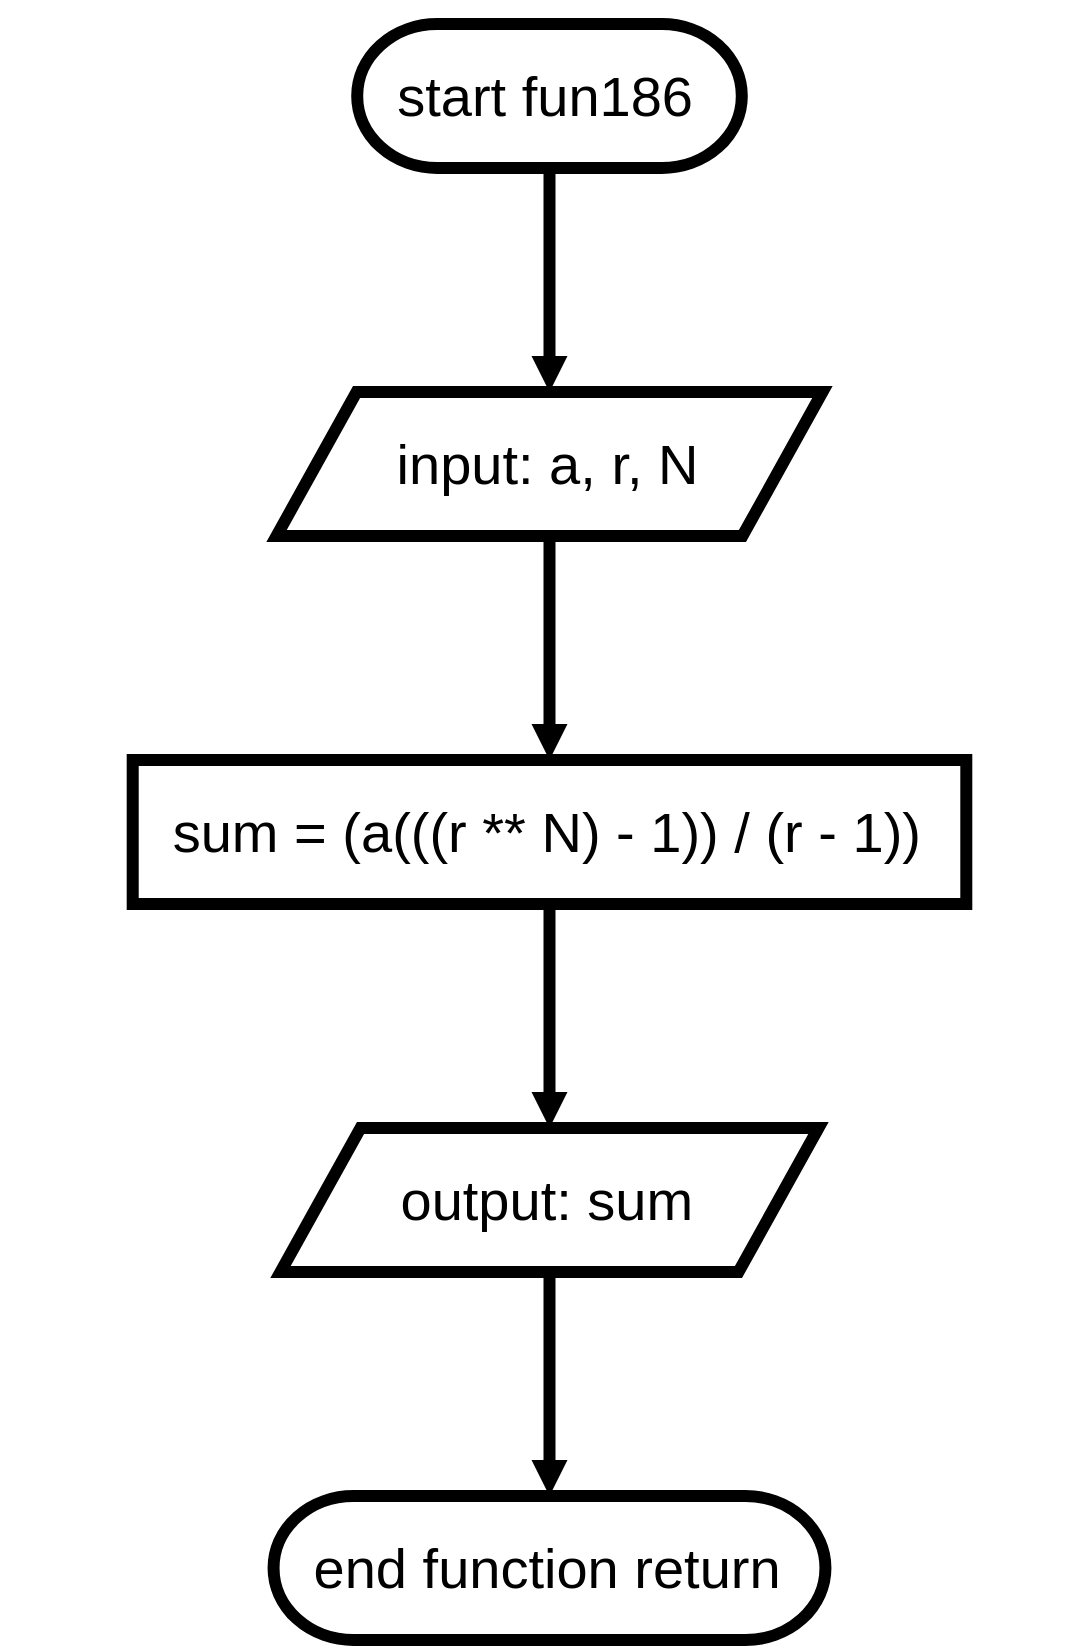 start fun186
input: a, r, N
sum = (a(((r ** N) - 1)) / (r - 1))
output: sum
end function return